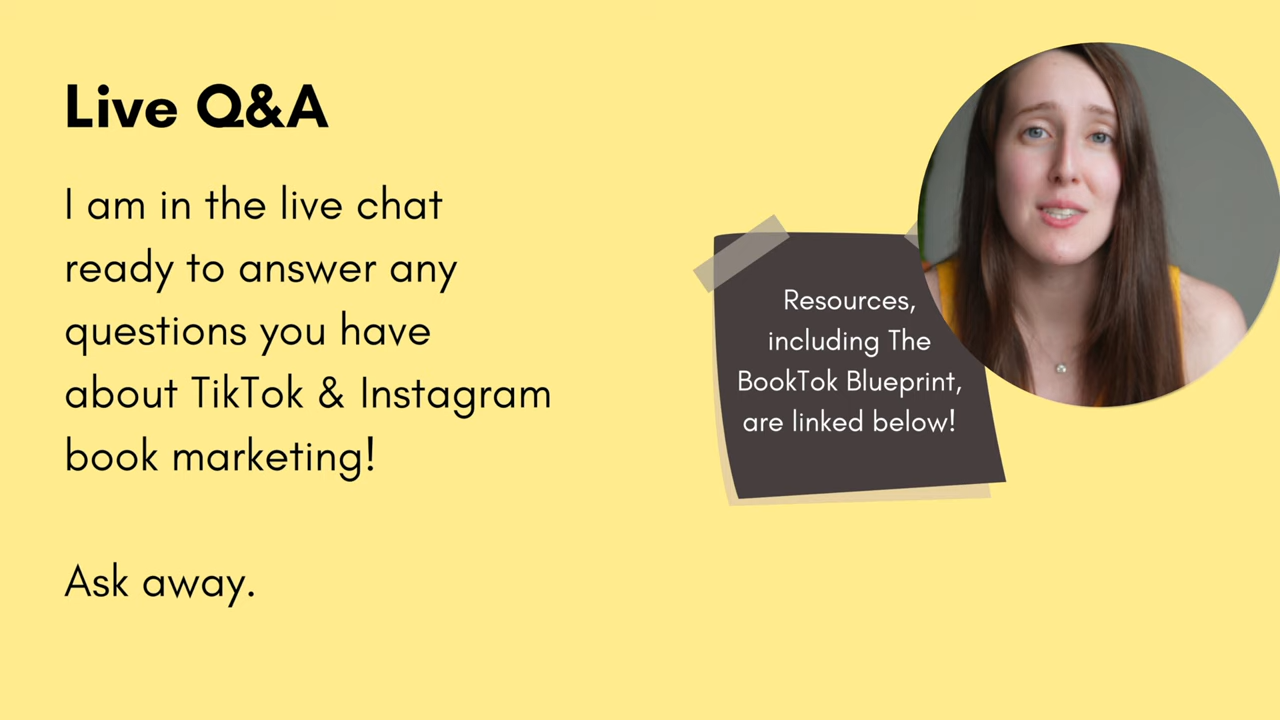 Live Q&A
I am in the live chat
ready to answer any
questions you have
about TikTok & Instagram
book marketing!
Ask away.
Resources,
including The
BookTok Blueprint,
are linked below!